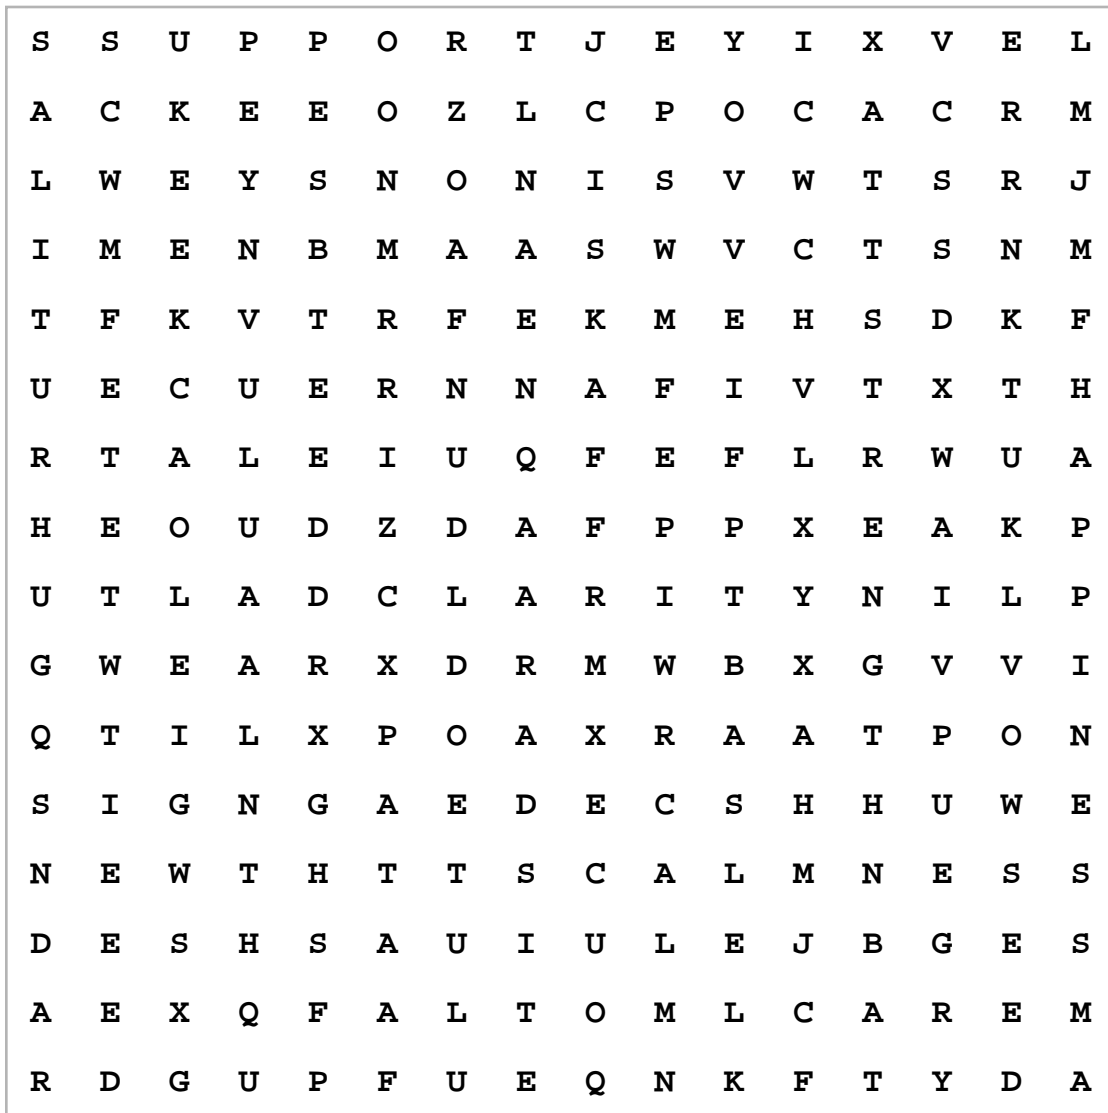 S S U P P O R T J E Y I X V E L
A C K E E O Z L C P O C A C R M
L W E Y S N O N I S V W T S R J
I M E N B M A A S W V C T S N M
T F K V T R F E K M E H S D K F
U E C U E R N N A F I V T X T H
R T A L E I U Q F E F L R W U A
H E O U D Z D A F P P X E A K P
U T L A D C L A R I T Y N I L P
G W E A R X D R M W B X G V V I
Q T I L X P O A X R A A T P O N
S I G N G A E D E C S H H U W E
N E W T H T T S C A L M N E S S
D E S H S A U I U L E J B G E S
A E X Q F A L T O M L C A R E M
R D G U P F U E Q N K F T Y D A